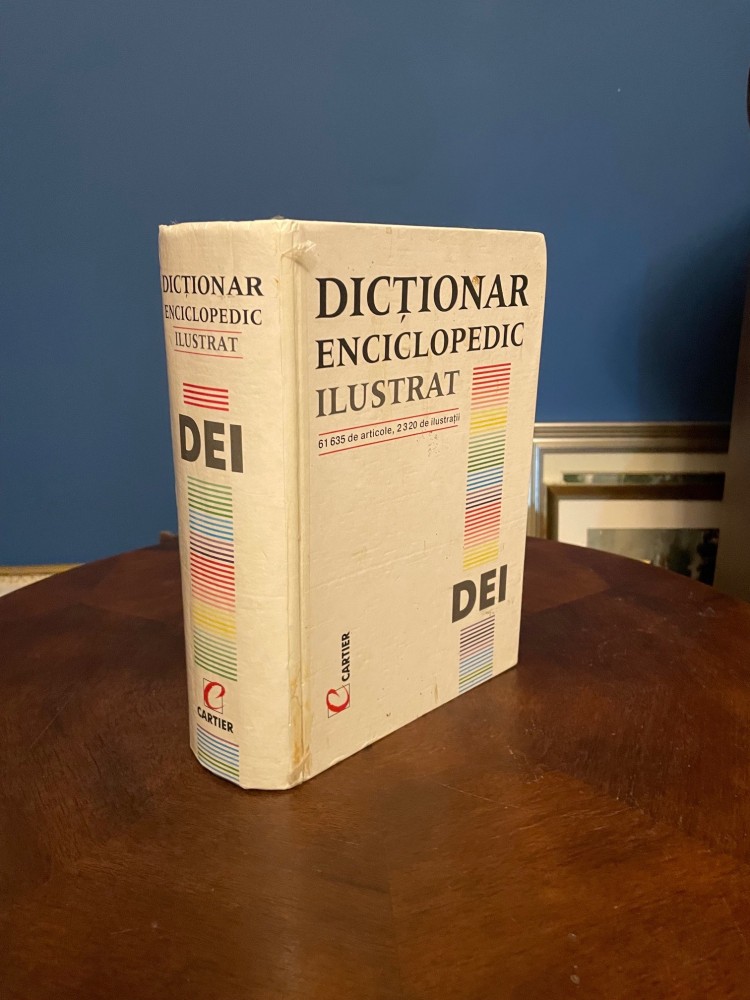 DICȚIONAR
ENCICLOPEDIC
ILUSTRAT
DEI
CARTIER
DICȚIONAR
ENCICLOPEDIC
ILUSTRAT
61 635 de articole, 2 320 de ilustrații
DEI
CARTIER